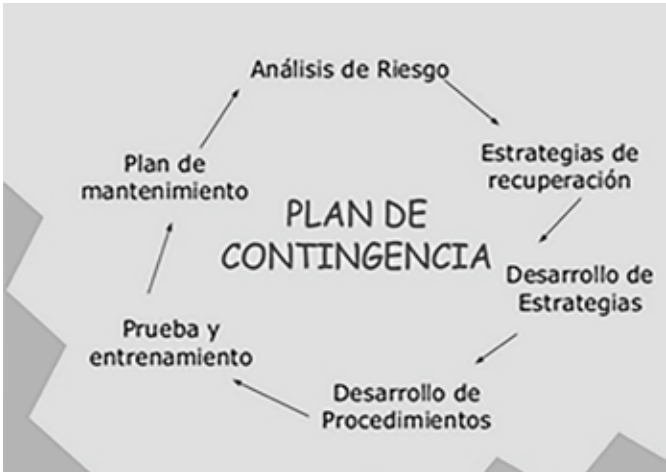 Análisis de Riesgo
Estrategias de
recuperación
Desarrollo de
Estrategias
Desarrollo de
Procedimientos
Prueba y
entrenamiento
Plan de
mantenimiento
PLAN DE
CONTINGENCIA